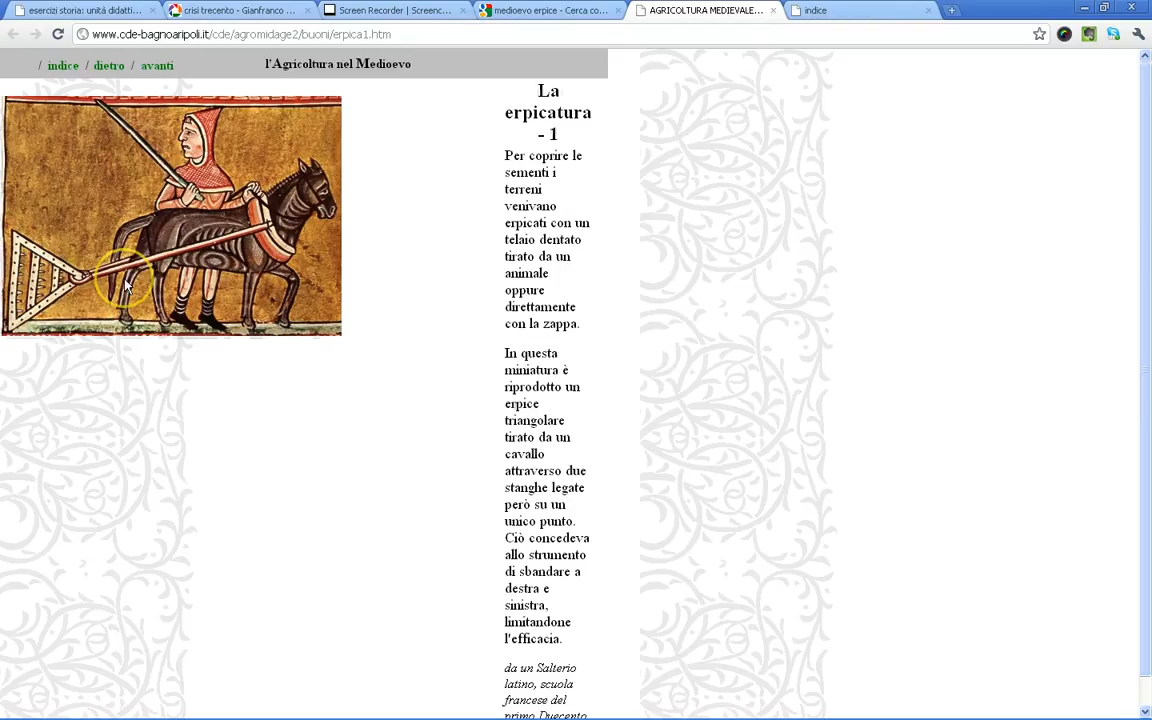 esercizi storia: unità didatti...
crisi trecento - Gianfranco ...
Screen Recorder | Screenc...
medioevo erpice - Cerca co...
AGRICOLTURA MEDIEVALE...
indice
www.cde-bagnoaripoli.it/cde/agromidage2/buoni/erpica1.htm
/ indice / dietro / avanti
l'Agricoltura nel Medioevo
La
erpicatura
- 1
Per coprire le
sementi i
terreni
venivano
erpicati con un
telaio dentato
tirato da un
animale
oppure
direttamente
con la zappa.
In questa
miniatura è
riprodotto un
erpice
triangolare
tirato da un
cavallo
attraverso due
stanghe legate
però su un
unico punto.
Ciò concedeva
allo strumento
di sbandare a
destra e
sinistra,
limitandone
l'efficacia.
da un Salterio
latino, scuola
francese del
primo Duecento